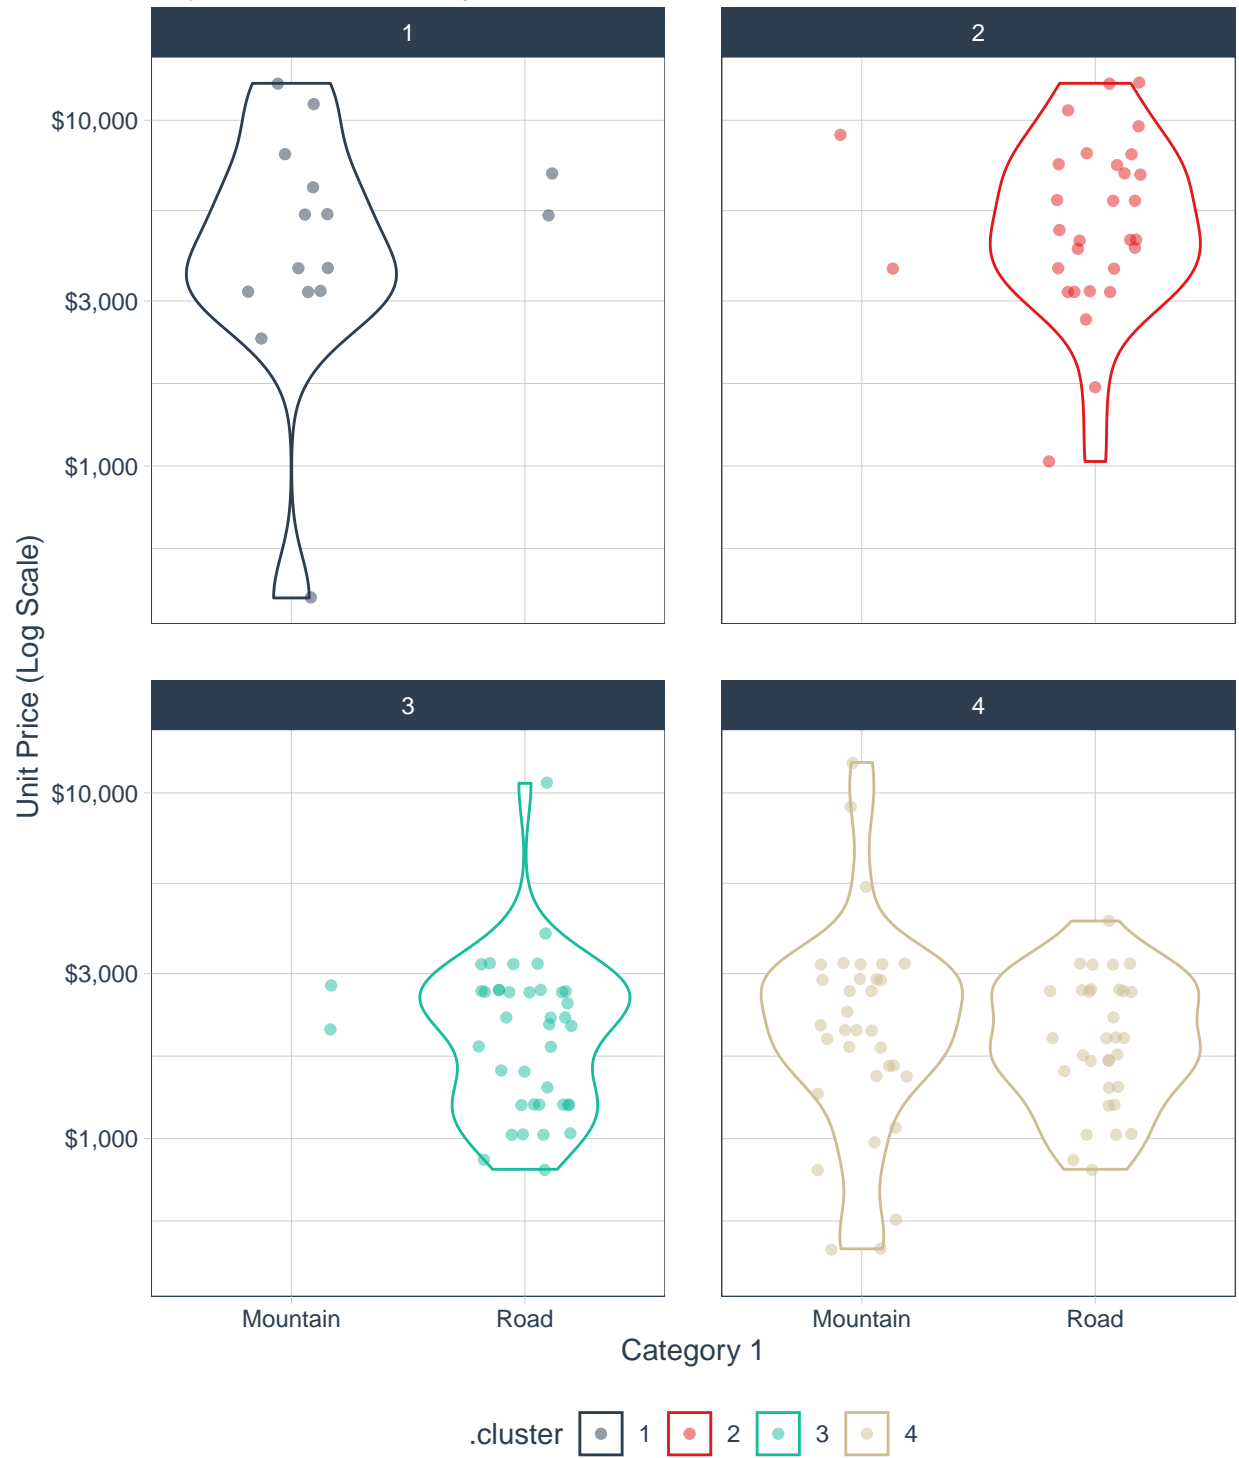 1
2
$10,000
$3,000
$1,000
Unit Price (Log Scale)
3
4
$10,000
$3,000
$1,000
Mountain
Road
Mountain
Road
Category 1
.cluster 1 2 3 4